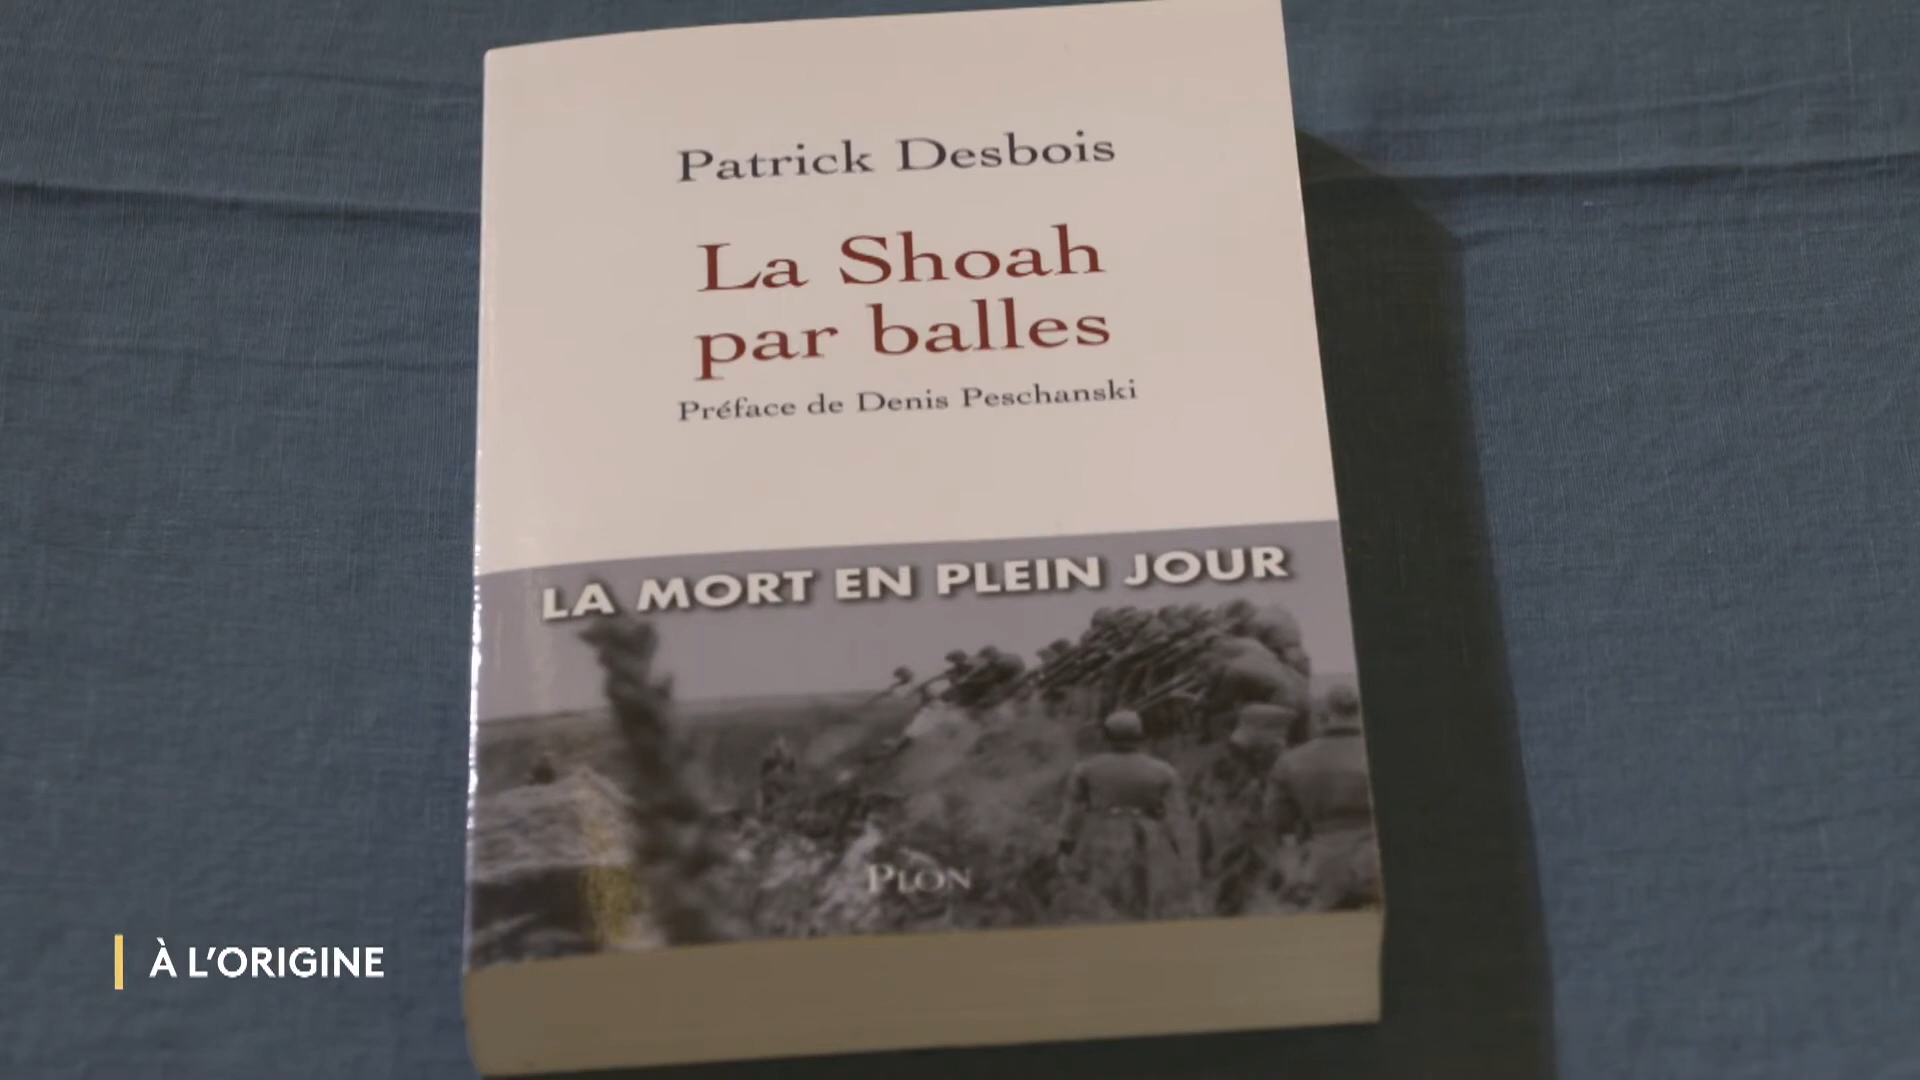 Patrick Desbois
La Shoah
par balles
Préface de Denis Peschanski
LA MORT EN PLEIN JOUR
PLON
À L'ORIGINE